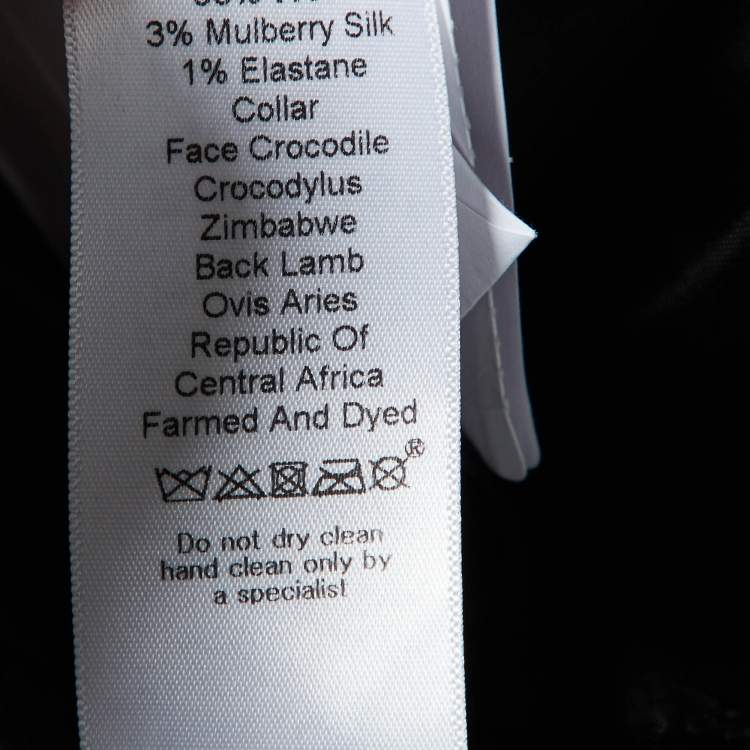 3% Mulberry Silk
1% Elastane
Collar
Face Crocodile
Crocodylus
Zimbabwe
Back Lamb
Ovis Aries
Republic Of
Central Africa
Farmed And Dyed
®
Do not dry clean
hand clean only by
a specialist